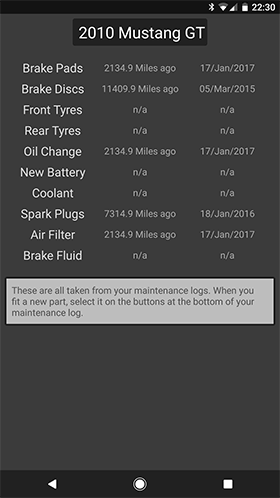 22:30
2010 Mustang GT
Brake Pads 2134.9 Miles ago 17/Jan/2017
Brake Discs 11409.9 Miles ago 05/Mar/2015
Front Tyres n/a n/a
Rear Tyres n/a n/a
Oil Change 2134.9 Miles ago 17/Jan/2017
New Battery n/a n/a
Coolant n/a n/a
Spark Plugs 7314.9 Miles ago 18/Jan/2016
Air Filter 2134.9 Miles ago 17/Jan/2017
Brake Fluid n/a n/a
These are all taken from your maintenance logs. When you
fit a new part, select it on the buttons at the bottom of your
maintenance log.